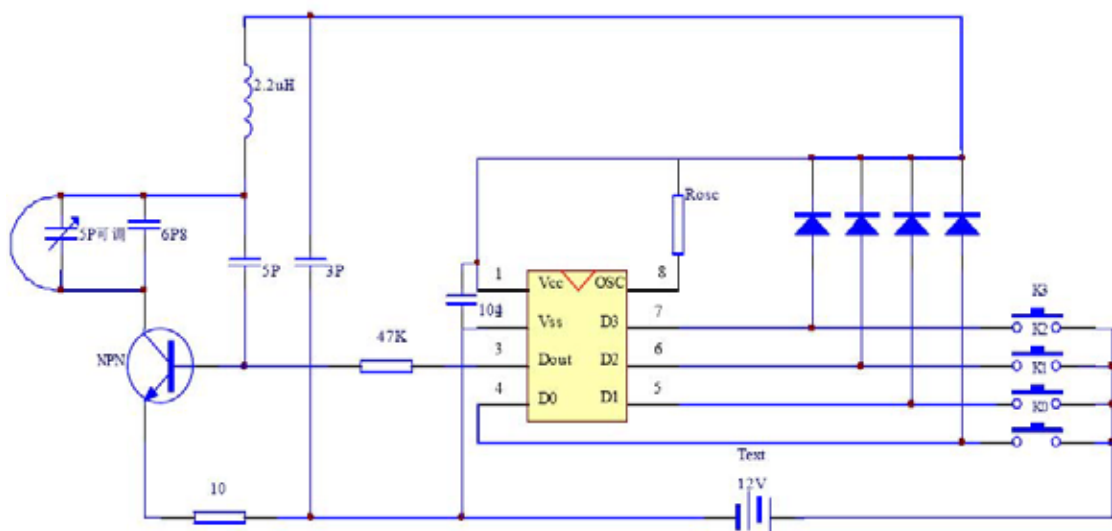 2.2uH
5P可调
6P8
5P
3P
Rosc
104
1
Vcc
OSC
8
Vss
D3
7
3
Dout
D2
6
4
D0
D1
5
47K
NPN
10
K3
K2
K1
K0
Text
12V